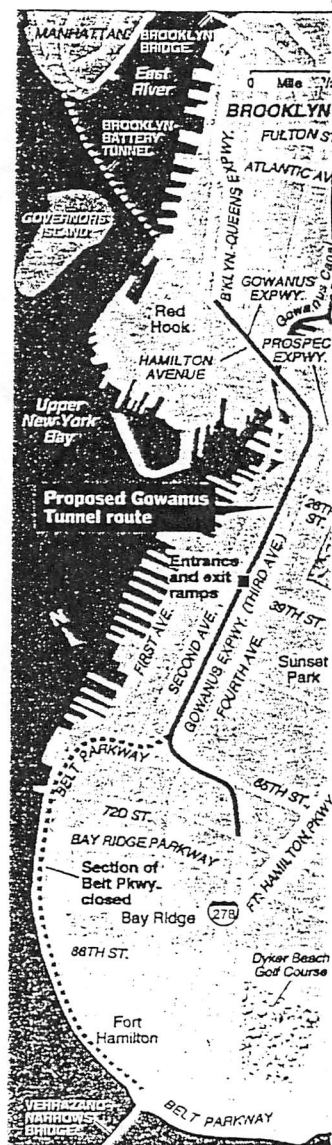 MANHATTAN
BROOKLYN
BRIDGE
East
River
BROOKLYN-
BATTERY
TUNNEL
0 Mile
BROOKLYN
FULTON S
ATLANTIC AV
GOVERNORS
ISLAND
B'KLYN. QUEENS EXPWY.
GOWANUS
EXPWY.
Gowanus Canal
Red
Hook
HAMILTON
AVENUE
PROSPEC
EXPWY.
Upper
New York
Bay
Proposed Gowanus
Tunnel route
ST.
Entrance
and exit
ramps
N
FIRST AVE.
SECOND AVE.
GOWANUS EXPWY. (THIRD AVE.)
FOURTH AVE.
39TH ST.
Sunset
Park
BELT PARKWAY
65TH ST.
72D ST.
BAY RIDGE PARKWAY
FT. HAMILTON PKWY
Section of
Belt Pkwy.
closed
Bay Ridge
278
86TH ST.
Dyker Beach
Golf Course
Fort
Hamilton
VERRAZANO
NARROWS
BRIDGE
BELT PARKWAY